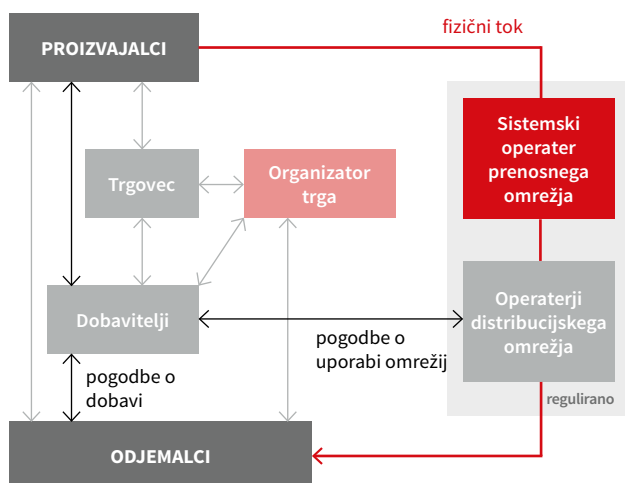 fizični tok
PROIZVAJALCI
Sistemski
operater
prenosnega
omrežja
Trgovec
Organizator
trga
Dobavitelji
Operaterji
distribucijskega
omrežja
pogodbe o
uporabi omrežij
pogodbe o
dobavi
regulirano
ODJEMALCI